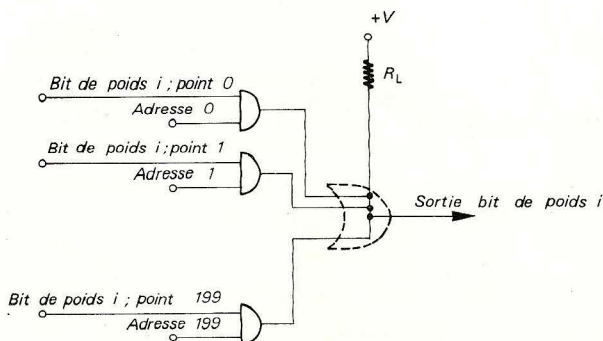 +V
R_L
Bit de poids i ; point 0
Adresse 0
Bit de poids i ; point 1
Adresse 1
Sortie bit de poids i
Bit de poids i ; point 199
Adresse 199